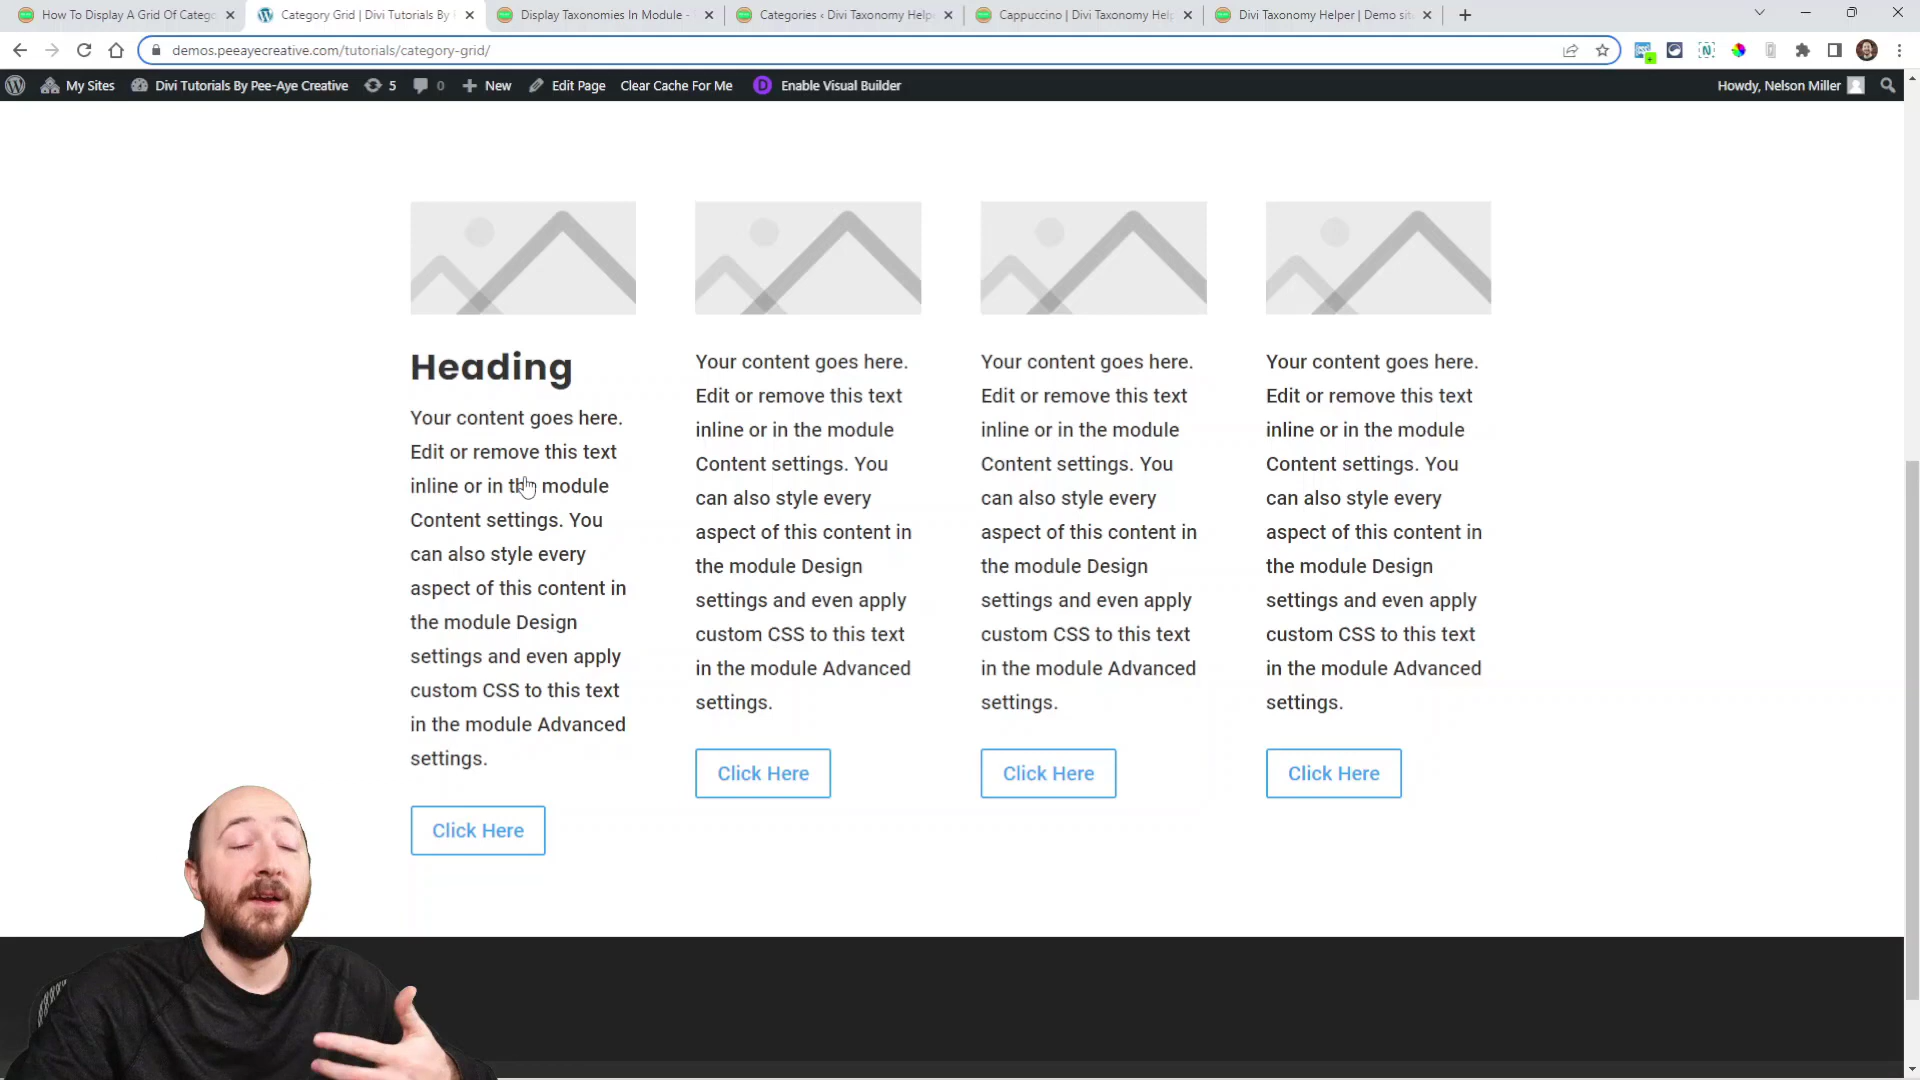 How To Display A Grid Of Catego
Category Grid | Divi Tutorials By
Display Taxonomies In Module -
Categories ‹ Divi Taxonomy Help
Cappuccino | Divi Taxonomy Help
Divi Taxonomy Helper | Demo sit
demos.peeayecreative.com/tutorials/category-grid/
My Sites
Divi Tutorials By Pee-Aye Creative
5
0
New
Edit Page
Clear Cache For Me
D
Enable Visual Builder
Howdy, Nelson Miller
Heading
Your content goes here.
Edit or remove this text
inline or in the module
Content settings. You
can also style every
aspect of this content in
the module Design
settings and even apply
custom CSS to this text
in the module Advanced
settings.
Click Here
Your content goes here.
Edit or remove this text
inline or in the module
Content settings. You
can also style every
aspect of this content in
the module Design
settings and even apply
custom CSS to this text
in the module Advanced
settings.
Click Here
Your content goes here.
Edit or remove this text
inline or in the module
Content settings. You
can also style every
aspect of this content in
the module Design
settings and even apply
custom CSS to this text
in the module Advanced
settings.
Click Here
Your content goes here.
Edit or remove this text
inline or in the module
Content settings. You
can also style every
aspect of this content in
the module Design
settings and even apply
custom CSS to this text
in the module Advanced
settings.
Click Here